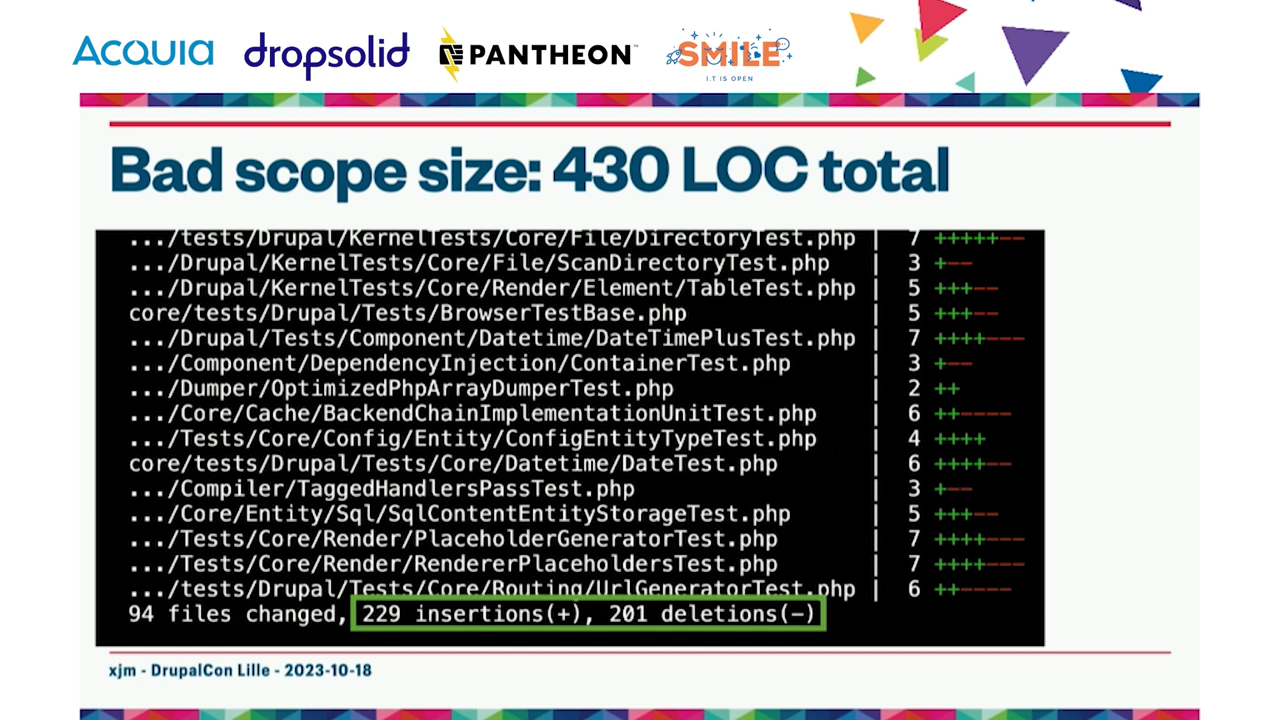 ACQUIA dropsolid PANTHEON SMILE
I.T IS OPEN
Bad scope size: 430 LOC total
.../tests/Drupal/KernelTests/Core/File/DirectoryTest.php | 7 +++++--
.../Drupal/KernelTests/Core/File/ScanDirectoryTest.php | 3 +--
.../Drupal/KernelTests/Core/Render/Element/TableTest.php | 5 +++--
core/tests/Drupal/Tests/BrowserTestBase.php | 5 +++--
.../Drupal/Tests/Component/Datetime/DateTimePlusTest.php | 7 ++++---
.../Component/DependencyInjection/ContainerTest.php | 3 +--
.../Dumper/OptimizedPhpArrayDumperTest.php | 2 ++
.../Core/Cache/BackendChainImplementationUnitTest.php | 6 ++----
.../Tests/Core/Config/Entity/ConfigEntityTypeTest.php | 4 ++++
core/tests/Drupal/Tests/Core/Datetime/DateTest.php | 6 ++++--
.../Compiler/TaggedHandlersPassTest.php | 3 +--
.../Core/Entity/Sql/SqlContentEntityStorageTest.php | 5 +++--
.../Tests/Core/Render/PlaceholderGeneratorTest.php | 7 ++++---
.../Tests/Core/Render/RendererPlaceholdersTest.php | 7 ++++---
.../tests/Drupal/Tests/Core/Routing/UrlGeneratorTest.php | 6 ++----
94 files changed, 229 insertions(+), 201 deletions(-)
xjm - DrupalCon Lille - 2023-10-18